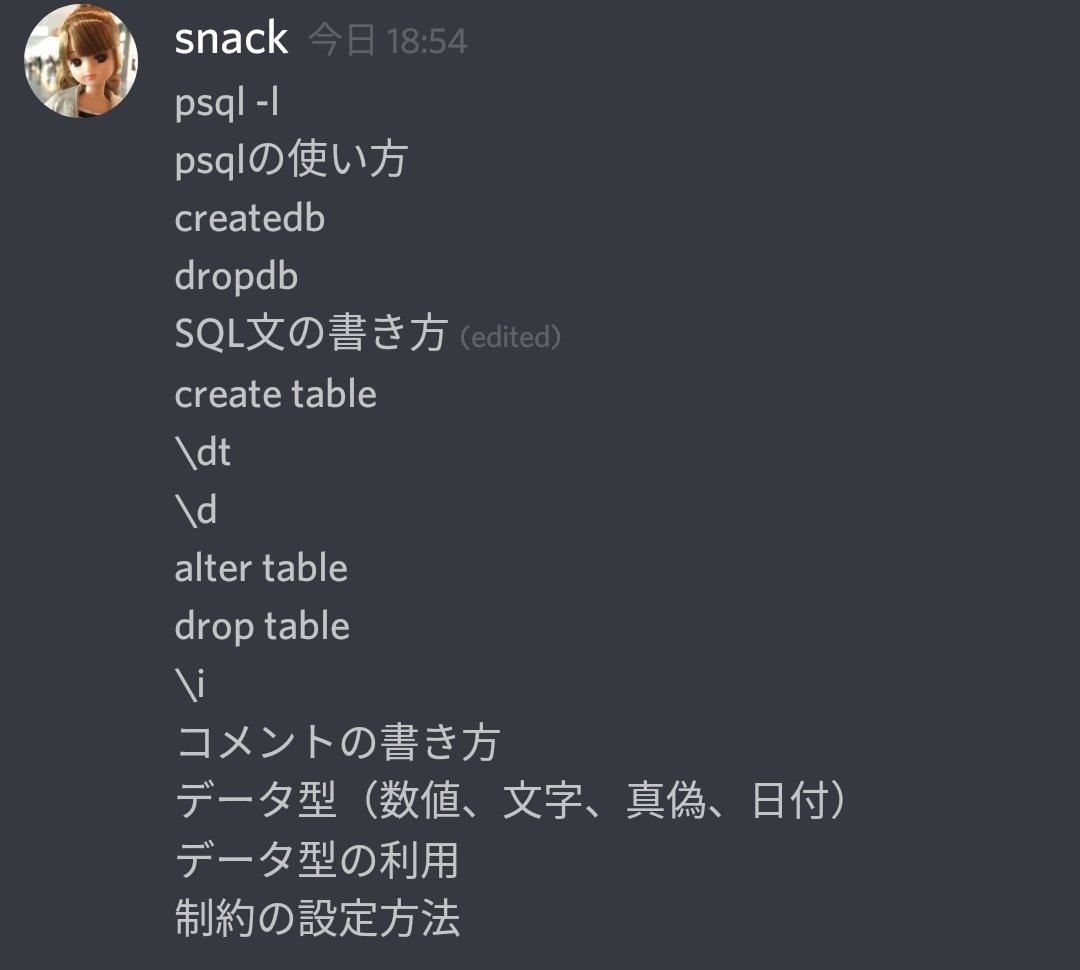 snack 今日 18:54
psql -l
psqlの使い方
createdb
dropdb
SQL文の書き方 (edited)
create table
\dt
\d
alter table
drop table
\i
コメントの書き方
データ型（数値、文字、真偽、日付）
データ型の利用
制約の設定方法